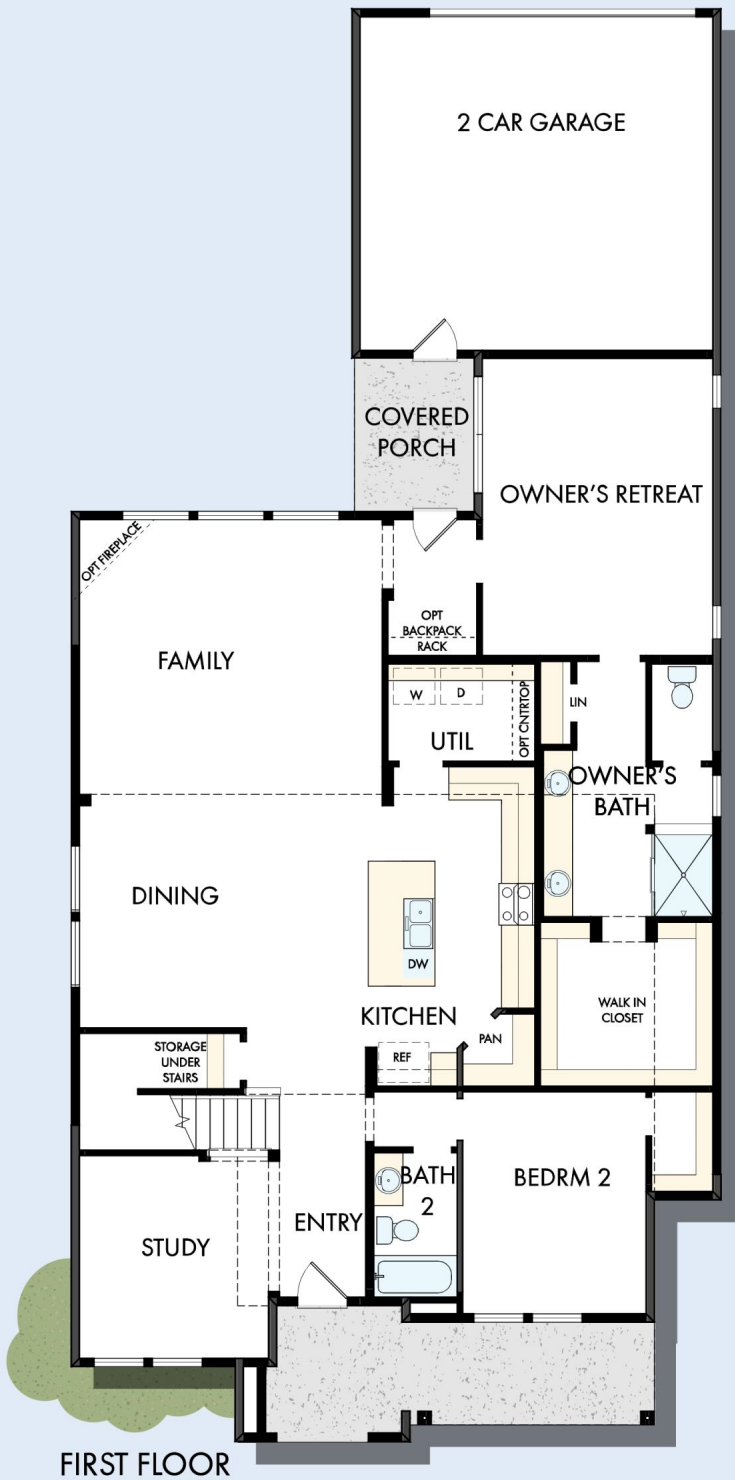 2 CAR GARAGE
COVERED
PORCH
OWNER'S RETREAT
OPT FIREPLACE
OPT
BACKPACK
RACK
FAMILY
W
D
OPT CNTRTOP
UTIL
LIN
OWNER'S
BATH
DINING
DW
KITCHEN
WALK IN
CLOSET
PAN
REF
STORAGE
UNDER
STAIRS
BATH
2
BEDRM 2
ENTRY
STUDY
FIRST FLOOR